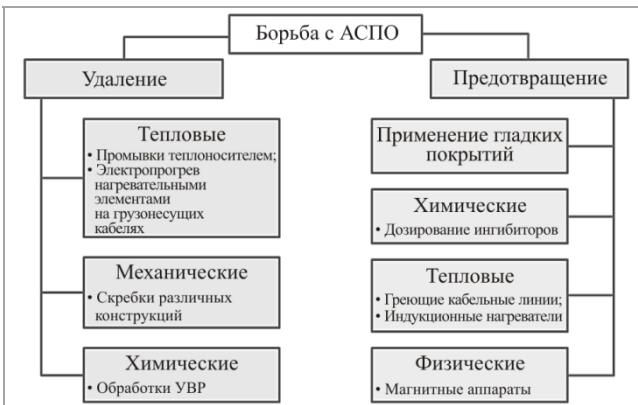 Борьба с АСПО
Удаление
Предотвращение
Тепловые
• Промывки теплоносителем;
• Электропрогрев
нагревательными
элементами
на грузонесущих
кабелях
Механические
• Скребки различных
конструкций
Химические
• Обработки УВР
Применение гладких
покрытий
Химические
• Дозирование ингибиторов
Тепловые
• Греющие кабельные линии;
• Индукционные нагреватели
Физические
• Магнитные аппараты